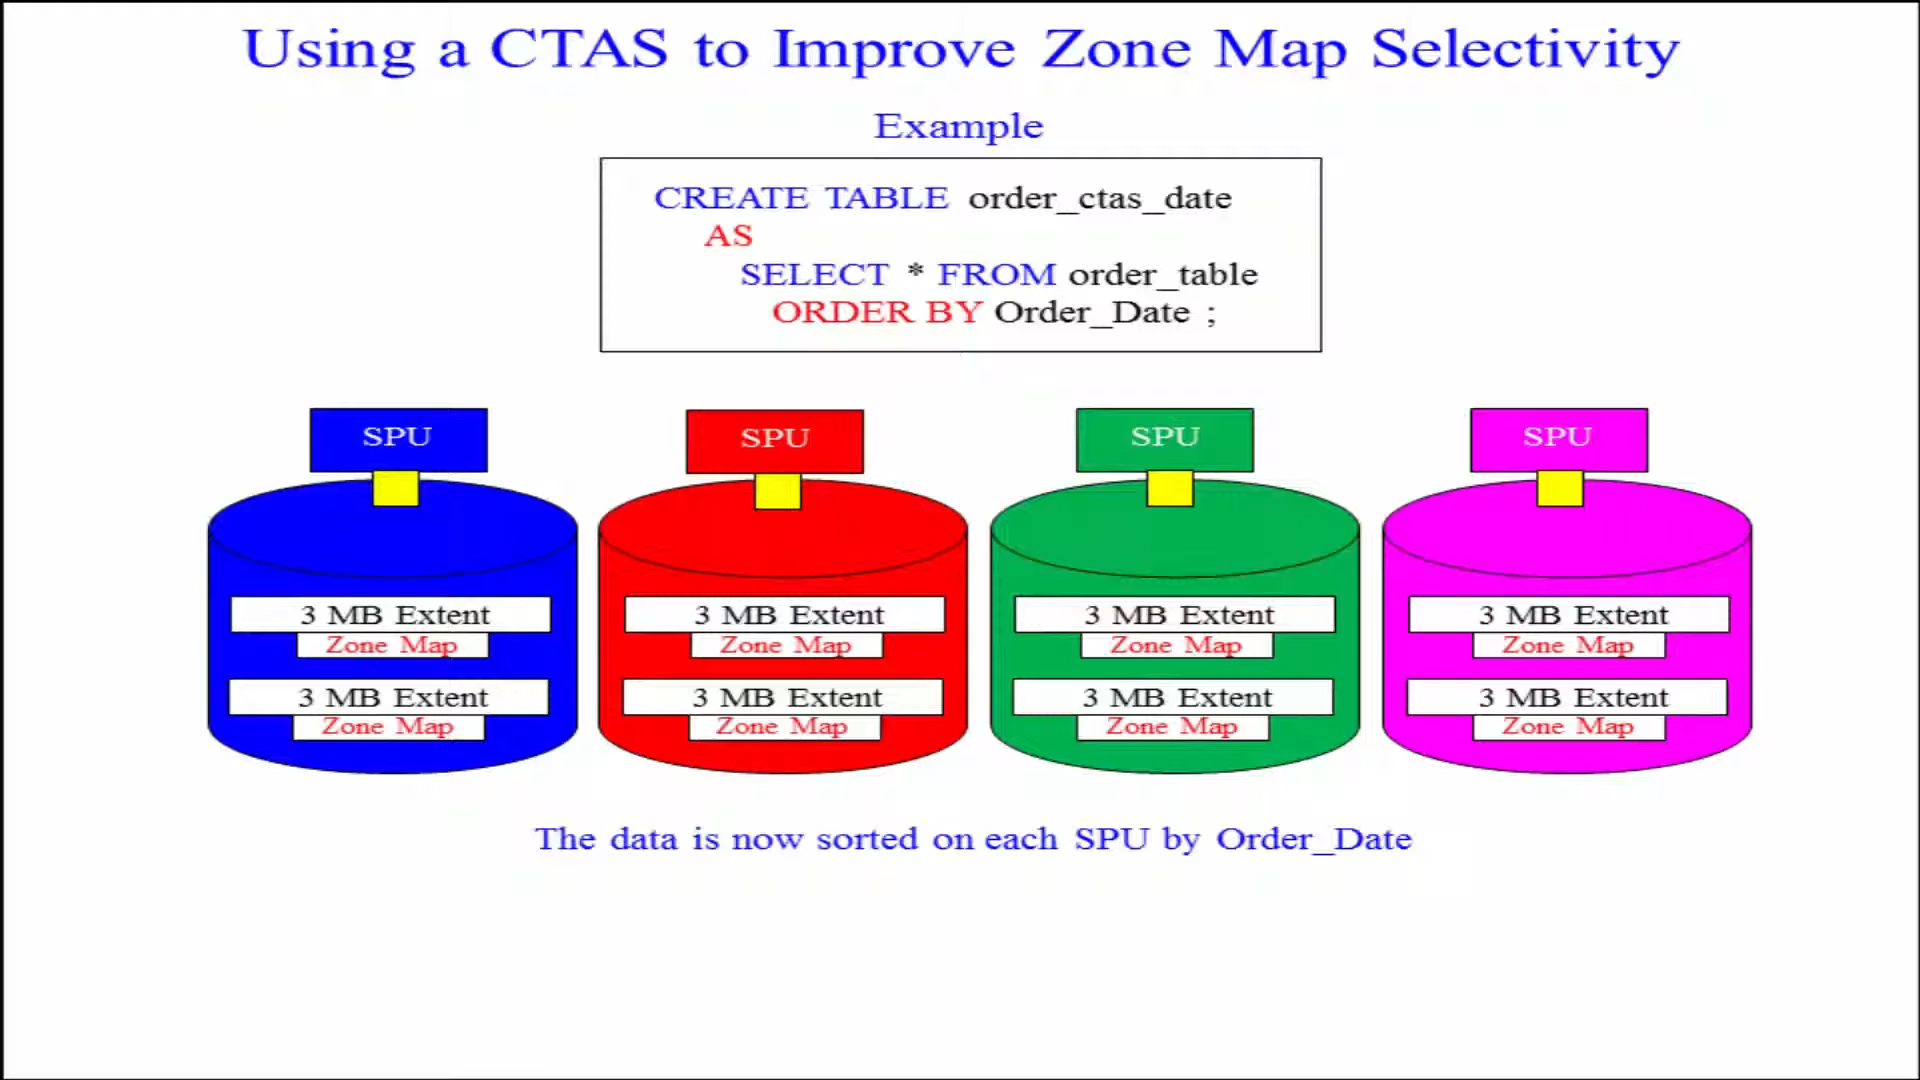 Using a CTAS to Improve Zone Map Selectivity
Example
CREATE TABLE order_ctas_date
AS
SELECT * FROM order_table
ORDER BY Order_Date ;
SPU SPU SPU SPU
3 MB Extent 3 MB Extent 3 MB Extent 3 MB Extent
Zone Map Zone Map Zone Map Zone Map
3 MB Extent 3 MB Extent 3 MB Extent 3 MB Extent
Zone Map Zone Map Zone Map Zone Map
The data is now sorted on each SPU by Order_Date